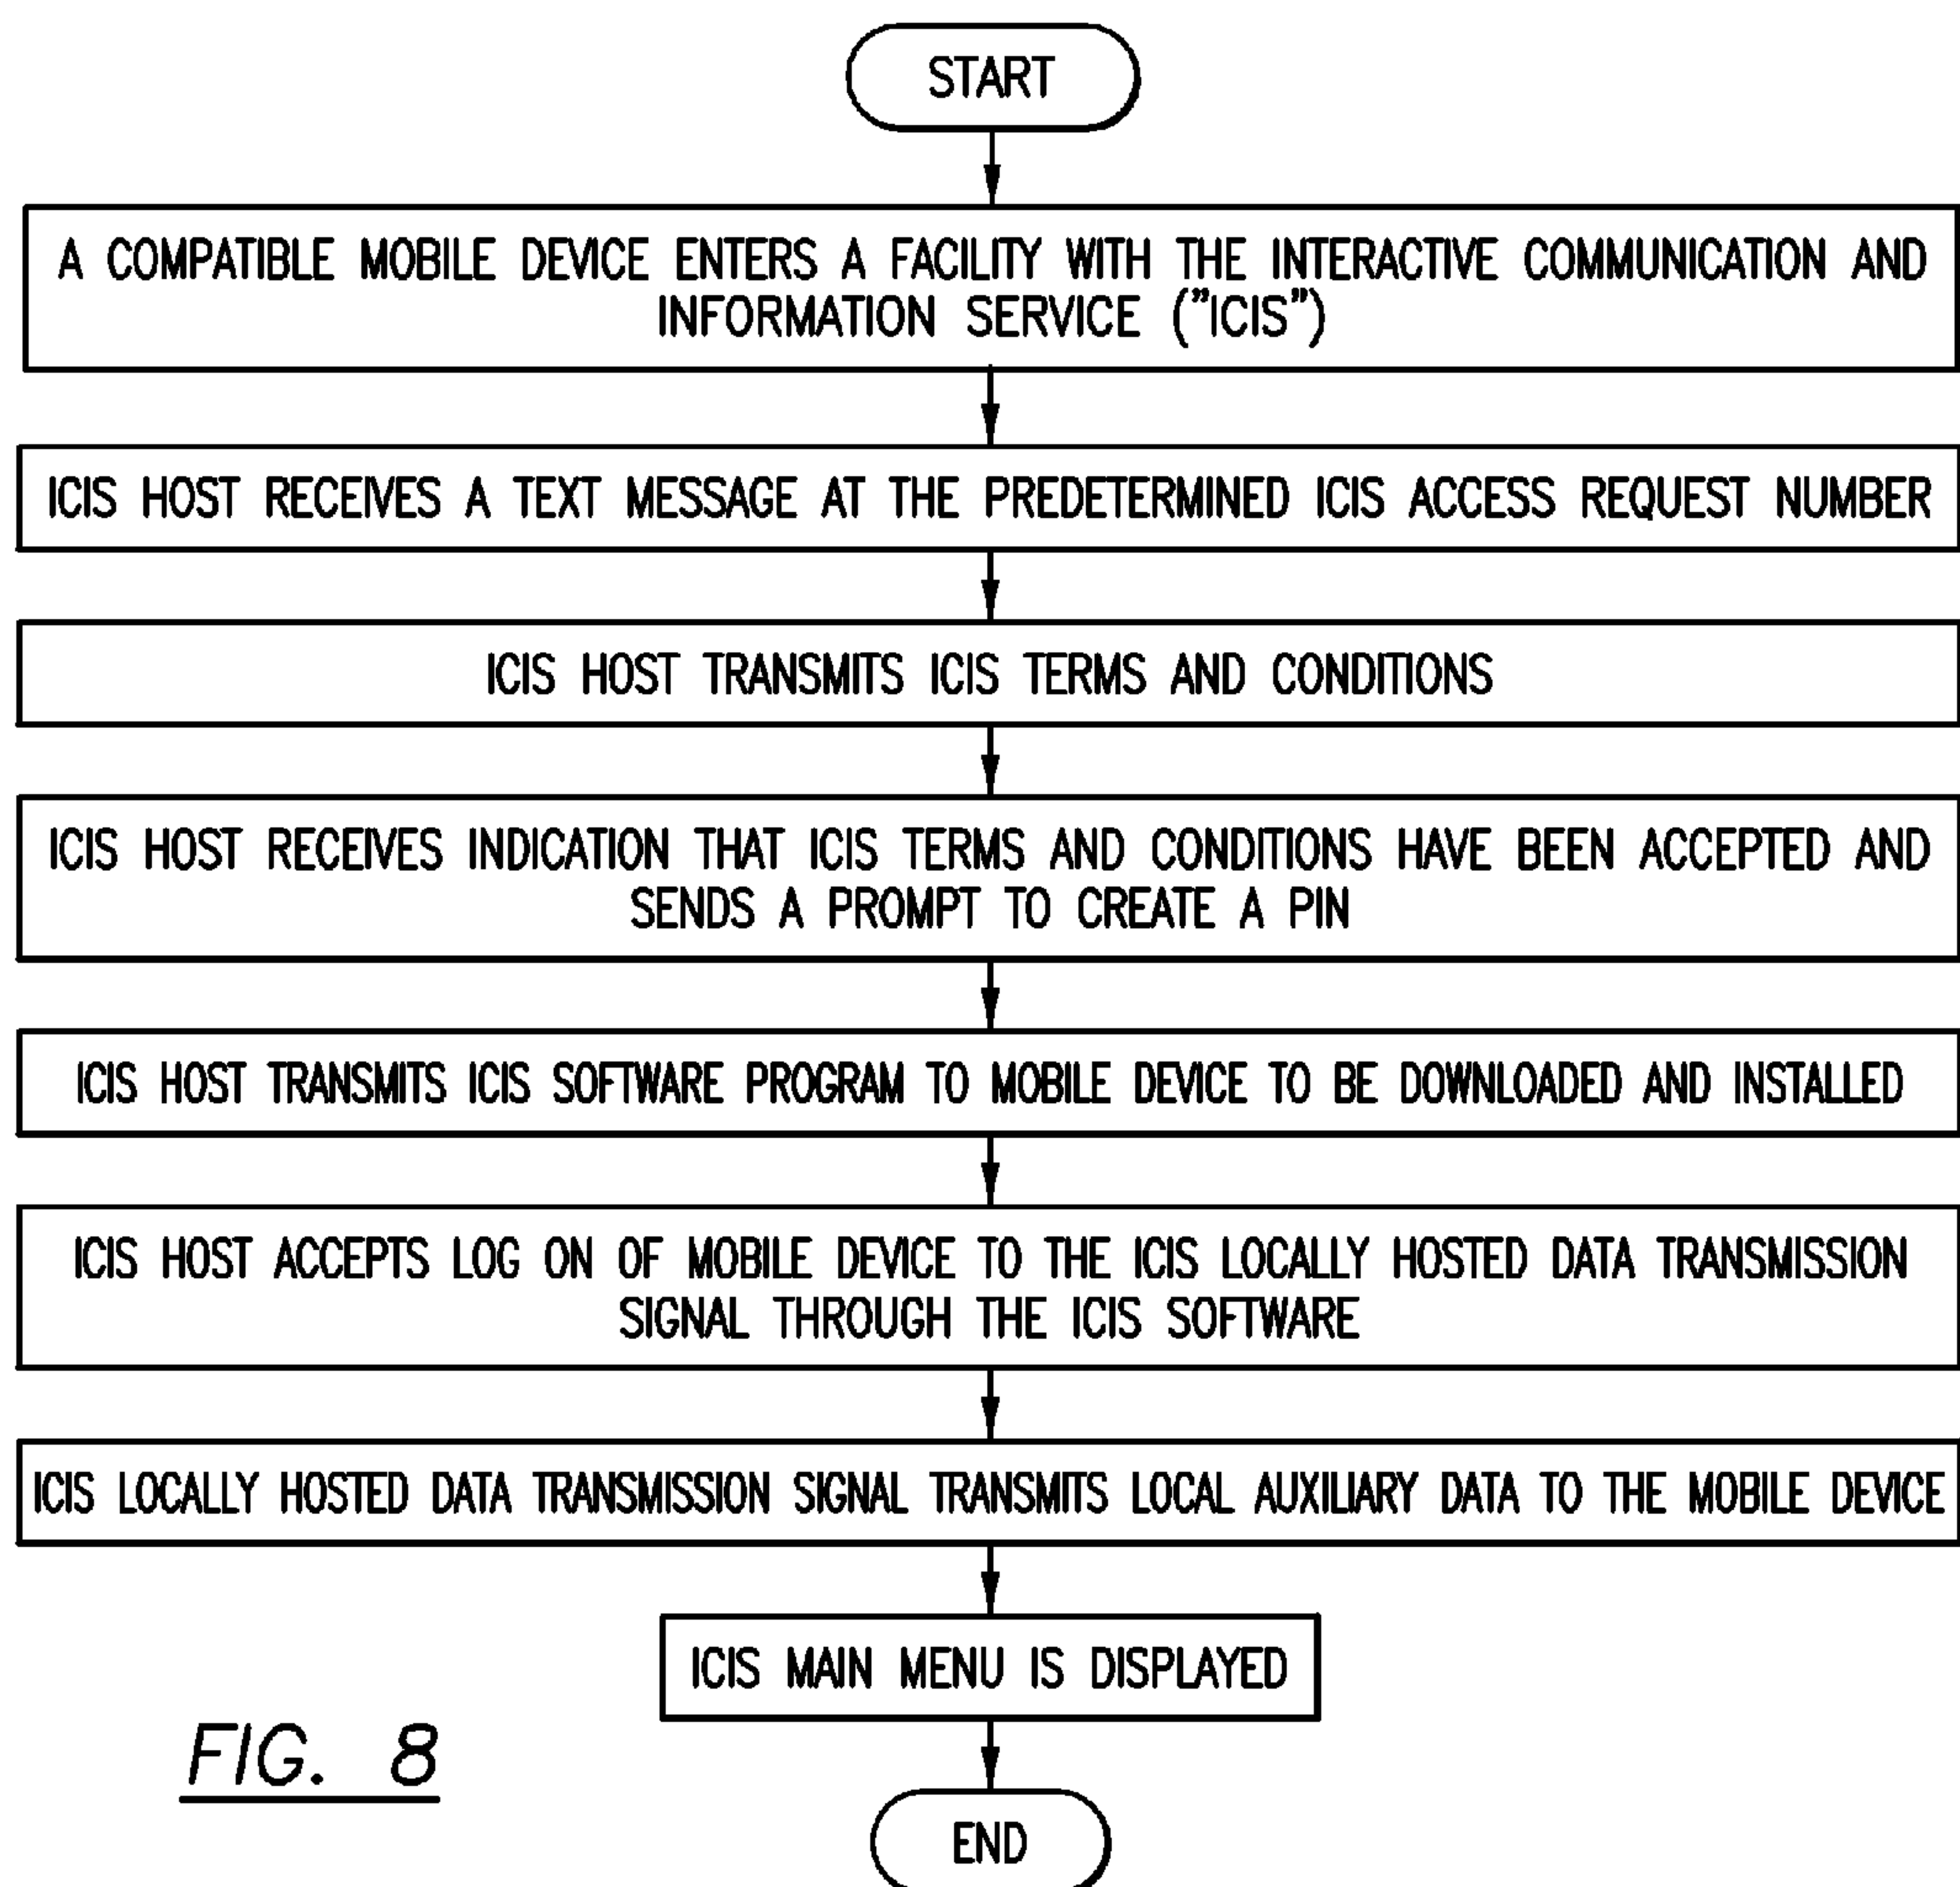 START
A COMPATIBLE MOBILE DEVICE ENTERS A FACILITY WITH THE INTERACTIVE COMMUNICATION AND
INFORMATION SERVICE ("ICIS")
ICIS HOST RECEIVES A TEXT MESSAGE AT THE PREDETERMINED ICIS ACCESS REQUEST NUMBER
ICIS HOST TRANSMITS ICIS TERMS AND CONDITIONS
ICIS HOST RECEIVES INDICATION THAT ICIS TERMS AND CONDITIONS HAVE BEEN ACCEPTED AND
SENDS A PROMPT TO CREATE A PIN
ICIS HOST TRANSMITS ICIS SOFTWARE PROGRAM TO MOBILE DEVICE TO BE DOWNLOADED AND INSTALLED
ICIS HOST ACCEPTS LOG ON OF MOBILE DEVICE TO THE ICIS LOCALLY HOSTED DATA TRANSMISSION
SIGNAL THROUGH THE ICIS SOFTWARE
ICIS LOCALLY HOSTED DATA TRANSMISSION SIGNAL TRANSMITS LOCAL AUXILIARY DATA TO THE MOBILE DEVICE
ICIS MAIN MENU IS DISPLAYED
FIG. 8
END